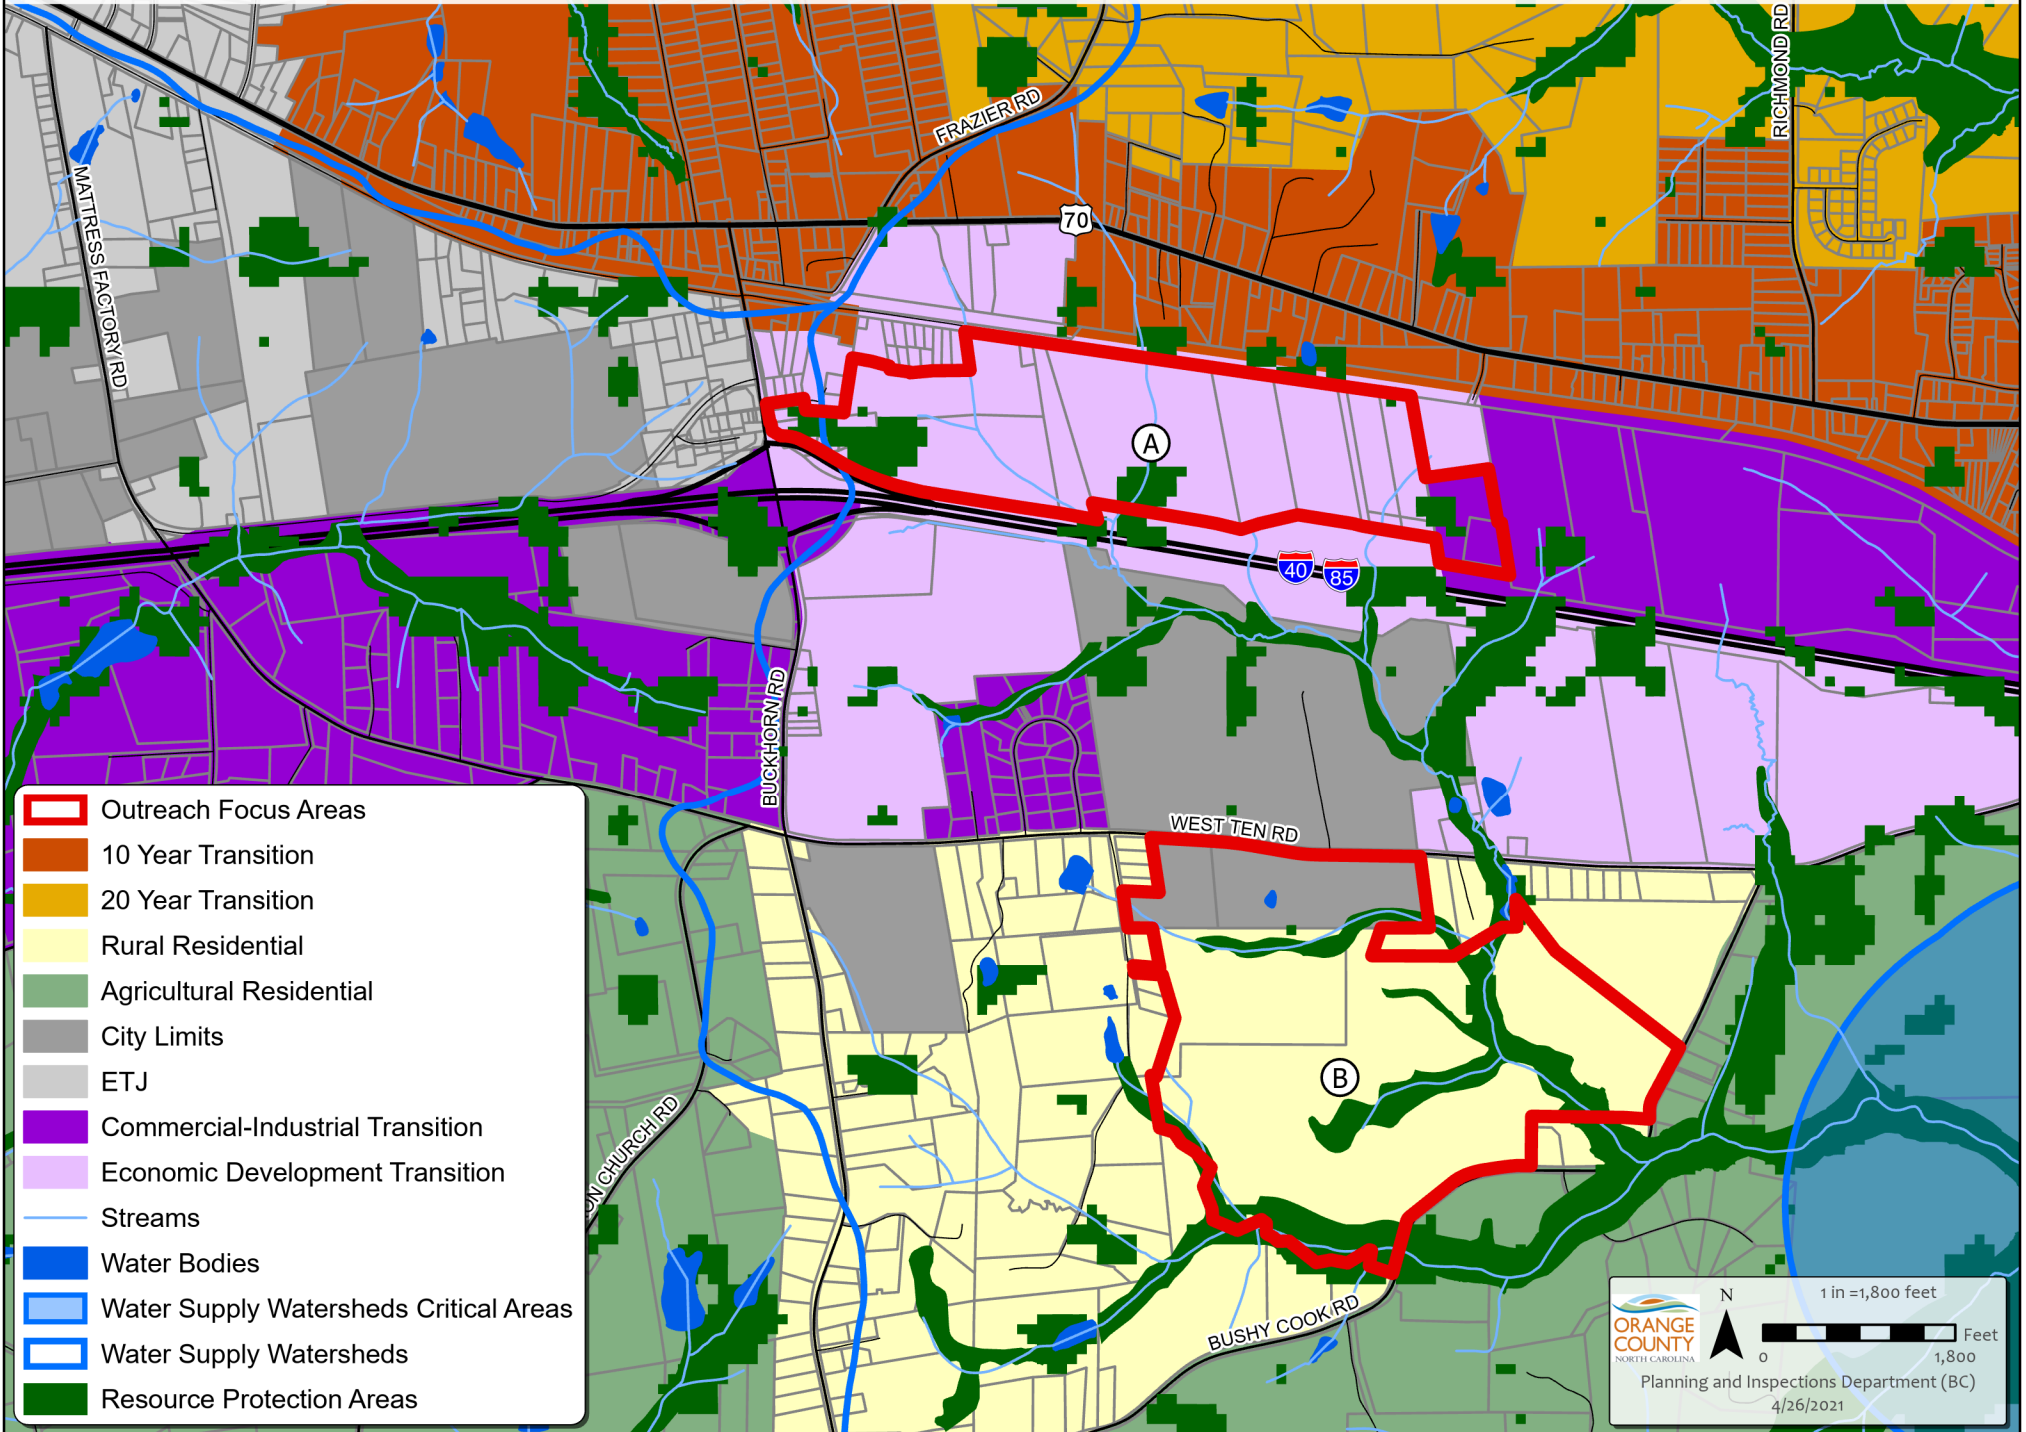 RICHMOND RD
FRAZIER RD
70
MATTRESS FACTORY RD
A
40
85
BUCKHORN RD
WEST TEN RD
B
ON CHURCH RD
BUSHY COOK RD
Outreach Focus Areas
10 Year Transition
20 Year Transition
Rural Residential
Agricultural Residential
City Limits
ETJ
Commercial-Industrial Transition
Economic Development Transition
Streams
Water Bodies
Water Supply Watersheds Critical Areas
Water Supply Watersheds
Resource Protection Areas
ORANGE
COUNTY
NORTH CAROLINA
N
1 in =1,800 feet
Feet
0 1,800
Planning and Inspections Department (BC)
4/26/2021